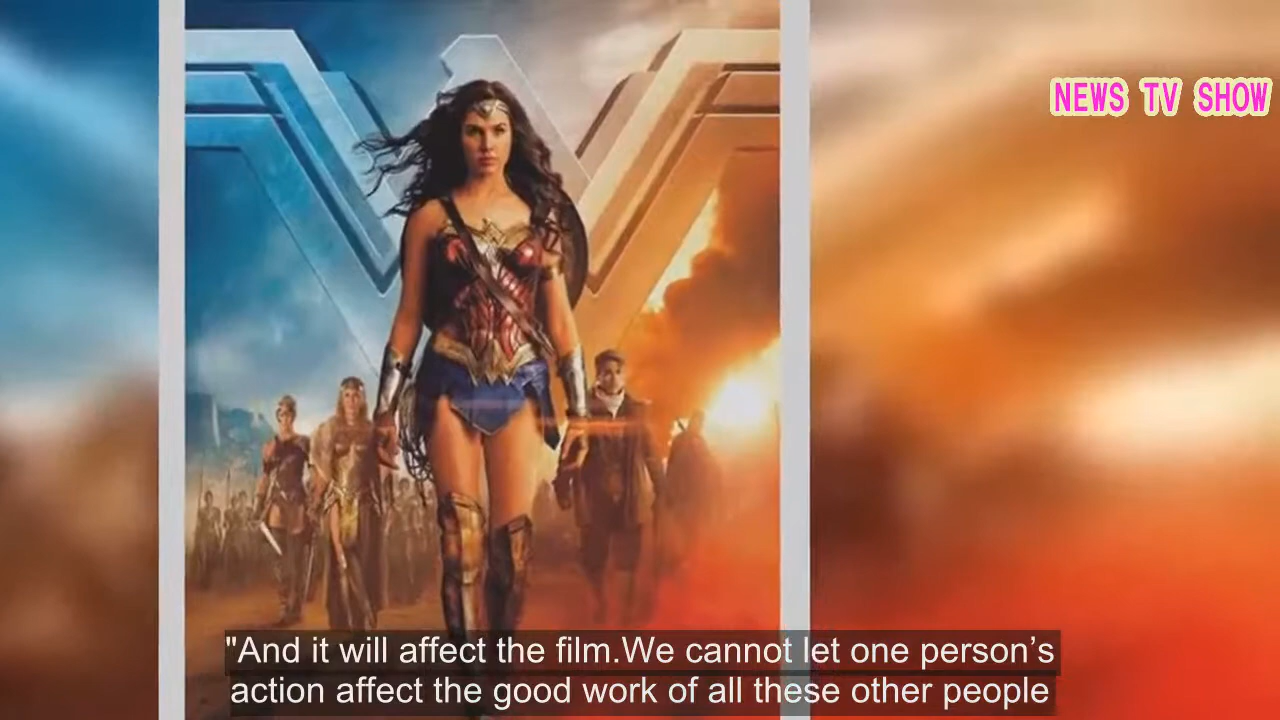 NEWS TV SHOW
"And it will affect the film.We cannot let one person’s
action affect the good work of all these other people